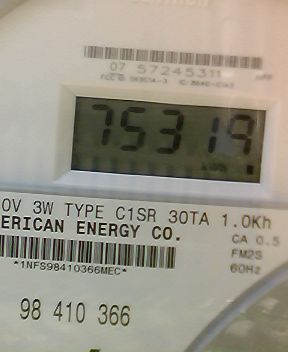 07 57245311
75319
kWh
0V 3W TYPE C1SR 30TA 1.0Kh
ERICAN ENERGY CO.
CA 0.5
FM2S
*1NFS98410366MEC*
60Hz
98 410 366